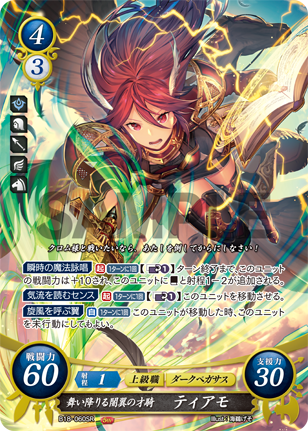 4
3
SAMPLE
クロム様と戦いたいなら、あたしを倒してからになさい!
瞬時の魔法詠唱 起 1ターンに1回 【1】ターン終了まで、このユニット
の戦闘力は+10され、このユニットにと射程1-2が追加される。
気流を読むセンス 起 1ターンに1回 【1】このユニットを移動させる。
旋風を呼ぶ翼 自 このユニットが移動した時、このユニット
を未行動にしてもよい。
戦闘力
60
射程
1
上級職
ダークペガサス
支援力
30
舞い降りる闇翼の才騎
ティアモ
B18-060SR